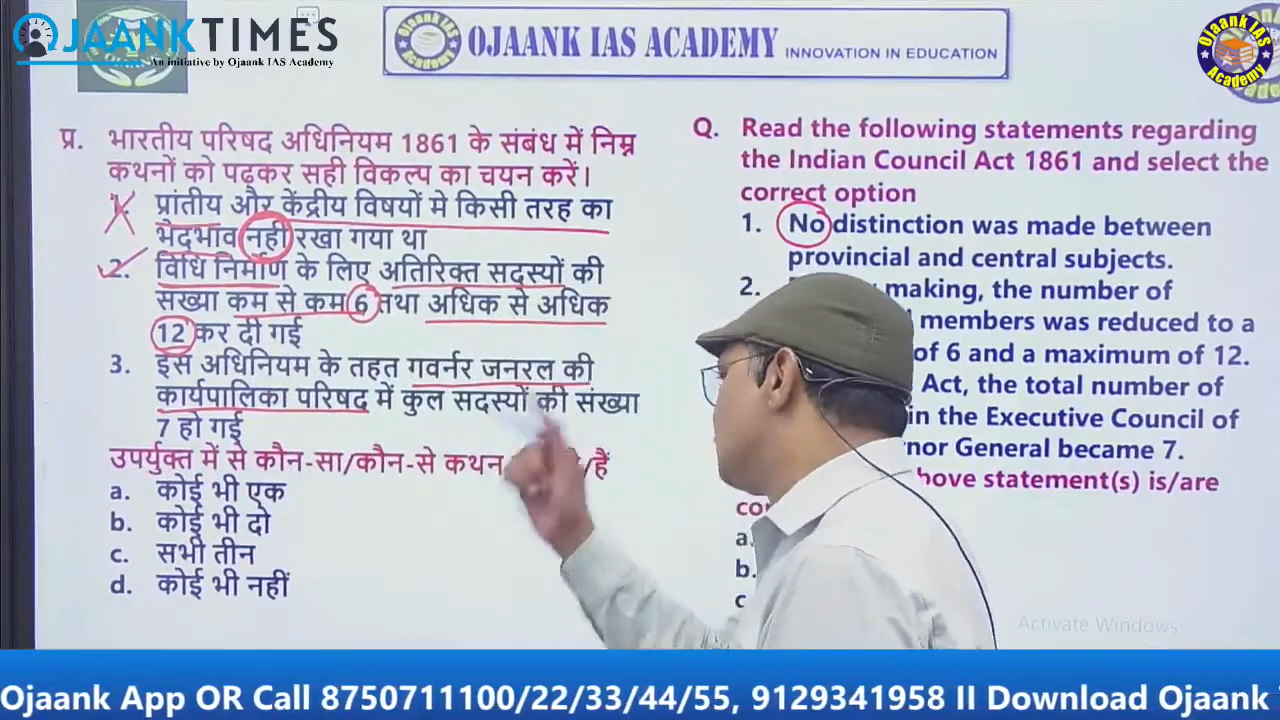 OJAANKTIMES
An initiative by Ojaank IAS Academy
Ojaank IAS Academy
OJAANK IAS ACADEMY INNOVATION IN EDUCATION
Ojaank IAS Academy
प्र. भारतीय परिषद अधिनियम 1861 के संबंध में निम्न
कथनों को पढ़कर सही विकल्प का चयन करें।
1. प्रांतीय और केंद्रीय विषयों मे किसी तरह का
भेदभाव नही रखा गया था
2. विधि निर्माण के लिए अतिरिक्त सदस्यों की
संख्या कम से कम 6 तथा अधिक से अधिक
12 कर दी गई
3. इस अधिनियम के तहत गवर्नर जनरल की
कार्यपालिका परिषद में कुल सदस्यों की संख्या
7 हो गई
उपर्युक्त में से कौन-सा/कौन-से कथन /हैं
a. कोई भी एक
b. कोई भी दो
c. सभी तीन
d. कोई भी नहीं
Q. Read the following statements regarding
the Indian Council Act 1861 and select the
correct option
1. No distinction was made between
provincial and central subjects.
2. making, the number of
members was reduced to a
of 6 and a maximum of 12.
Act, the total number of
in the Executive Council of
General became 7.
statement(s) is/are
a.
b.
c
Activate Windows
Ojaank App OR Call 8750711100/22/33/44/55, 9129341958 II Download Ojaank